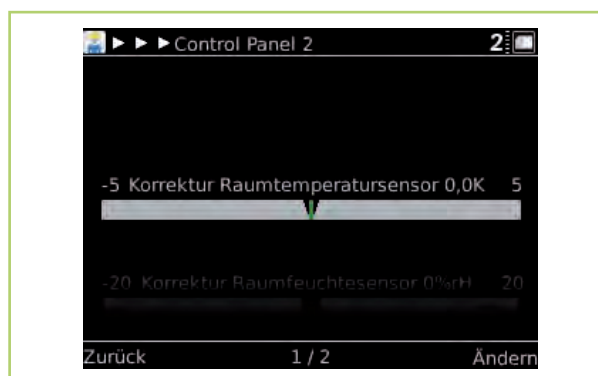 Control Panel 2 2
-5 Korrektur Raumtemperatursensor 0,0K 5
-20 Korrektur Raumfeuchtesensor 0%rH 20
Zurück 1 / 2 Ändern